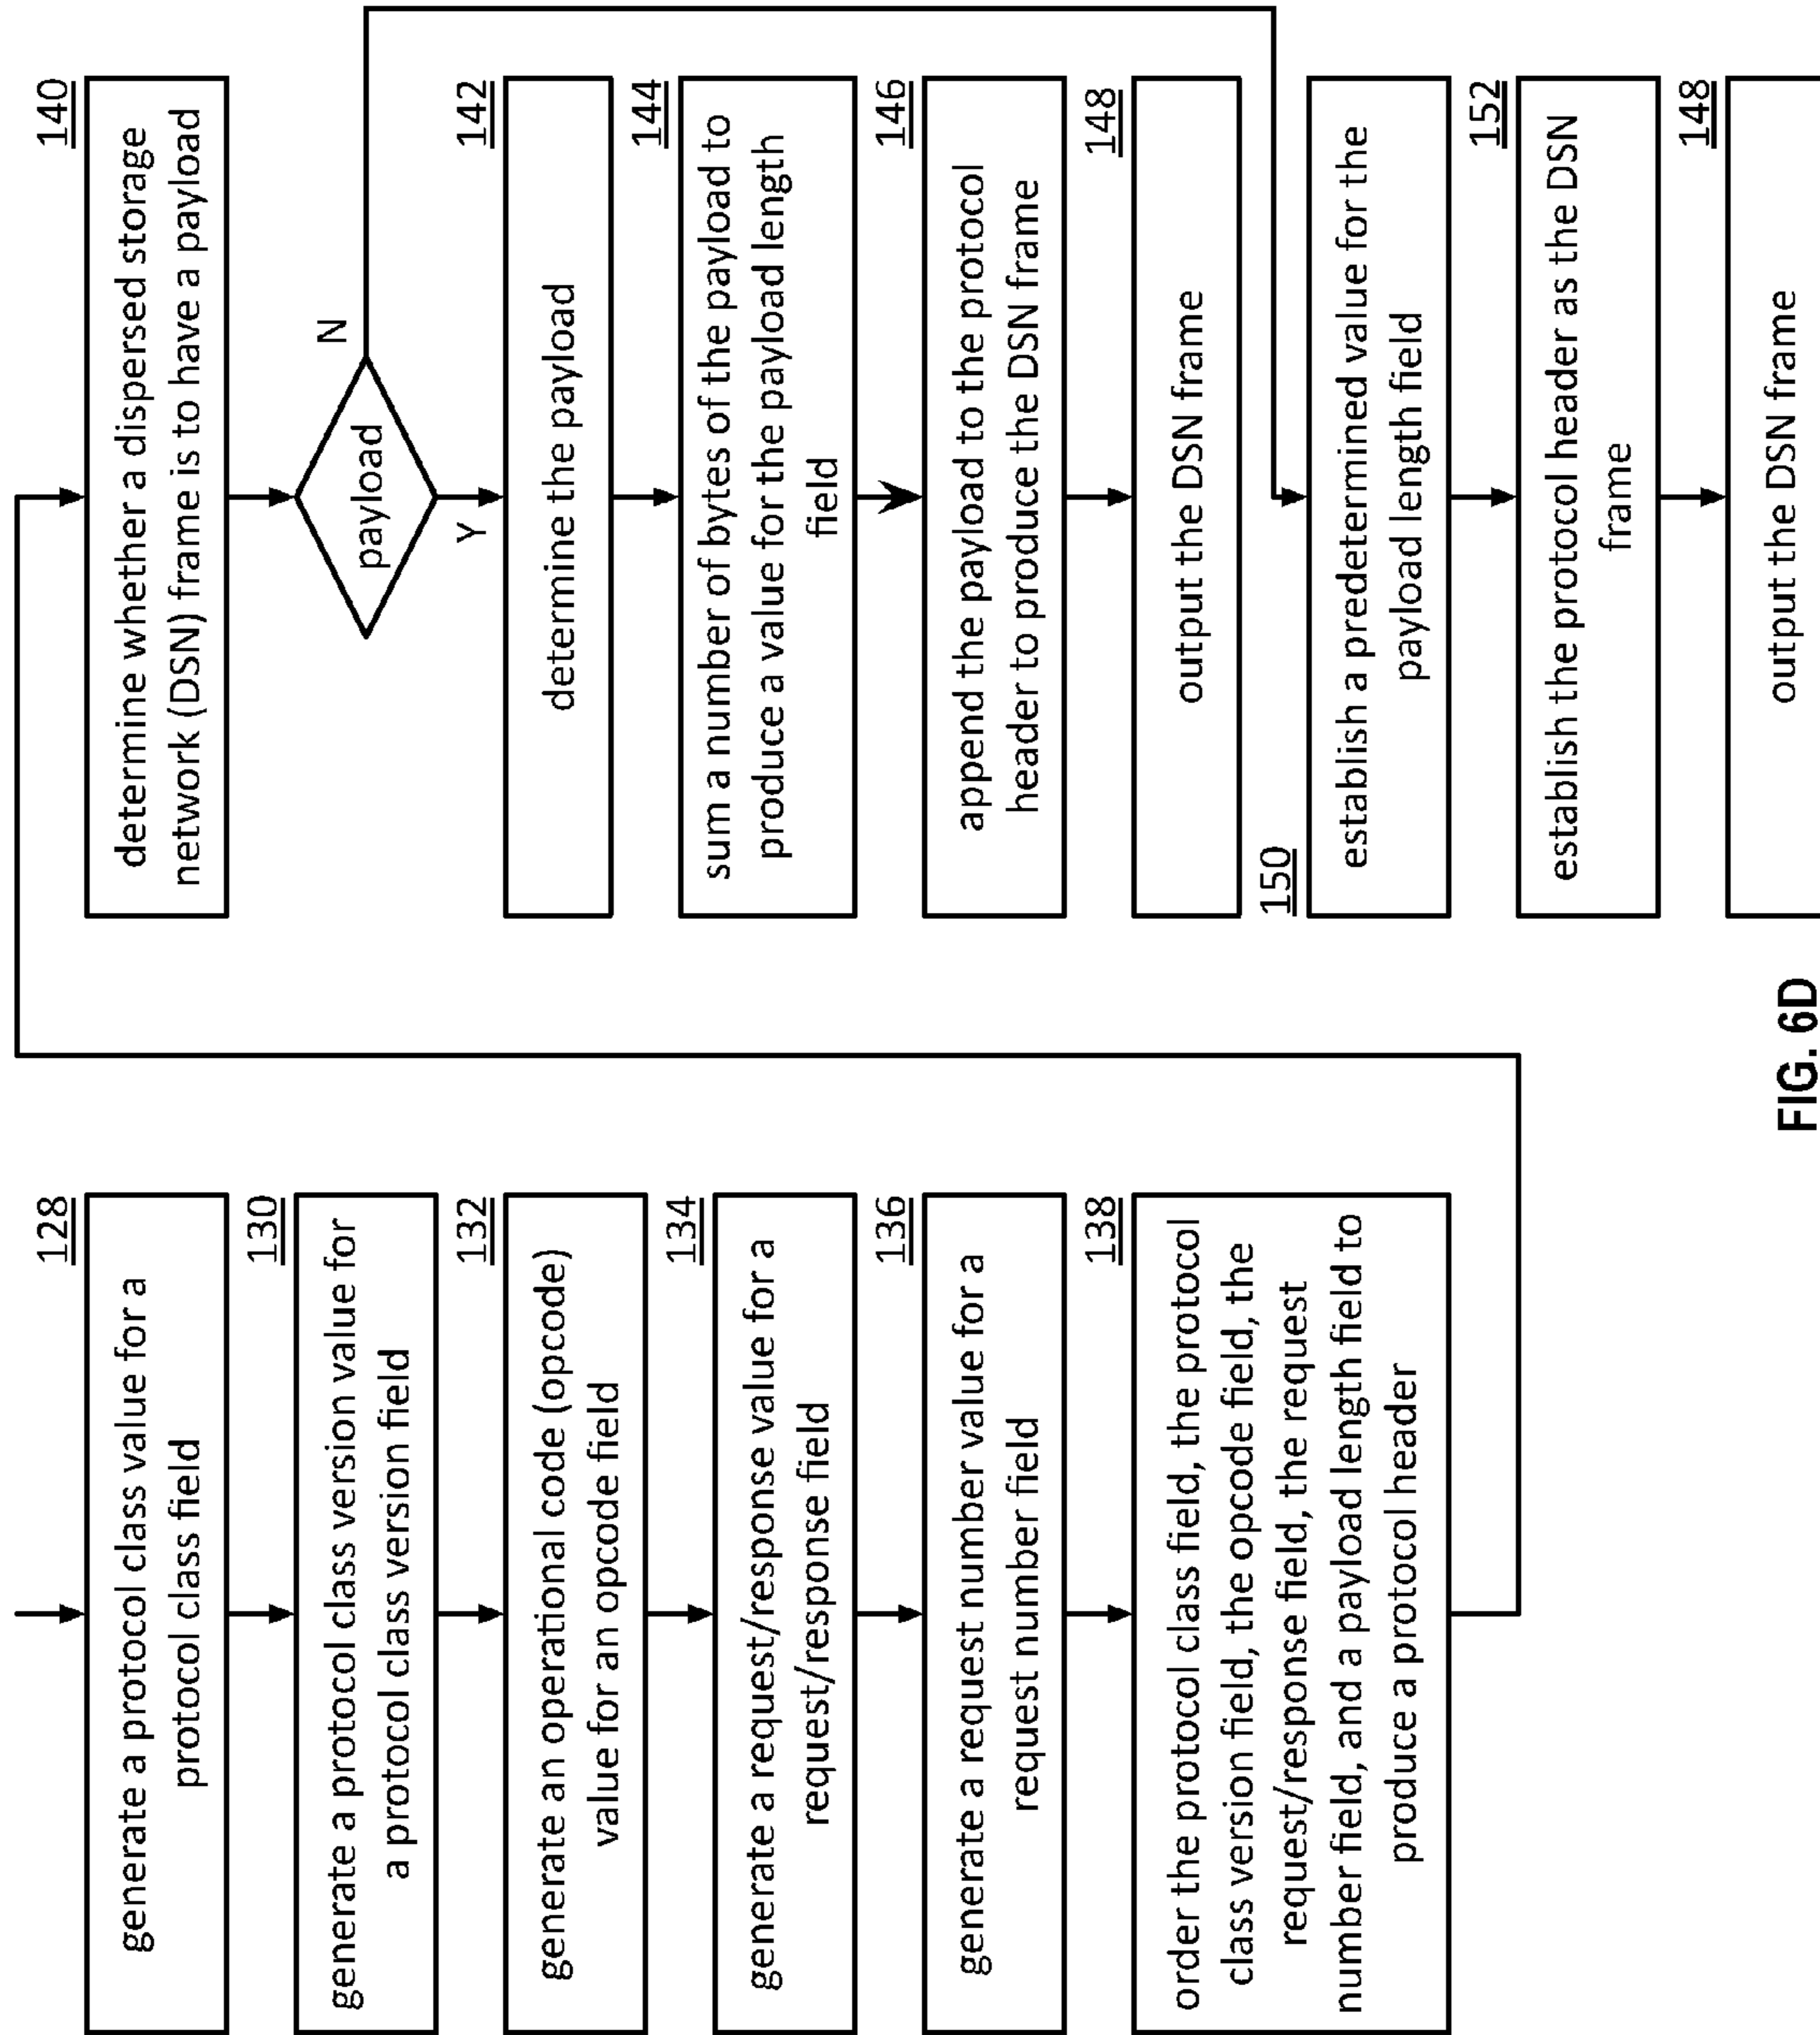 128
generate a protocol class value for a
protocol class field
130
generate a protocol class version value for
a protocol class version field
132
generate an operational code (opcode)
value for an opcode field
134
generate a request/response value for a
request/response field
136
generate a request number value for a
request number field
138
order the protocol class field, the protocol
class version field, the opcode field, the
request/response field, the request
number field, and a payload length field to
produce a protocol header
140
determine whether a dispersed storage
network (DSN) frame is to have a payload
payload
N
Y
142
determine the payload
144
sum a number of bytes of the payload to
produce a value for the payload length
field
146
append the payload to the protocol
header to produce the DSN frame
148
output the DSN frame
150
establish a predetermined value for the
payload length field
152
establish the protocol header as the DSN
frame
148
output the DSN frame
FIG. 6D